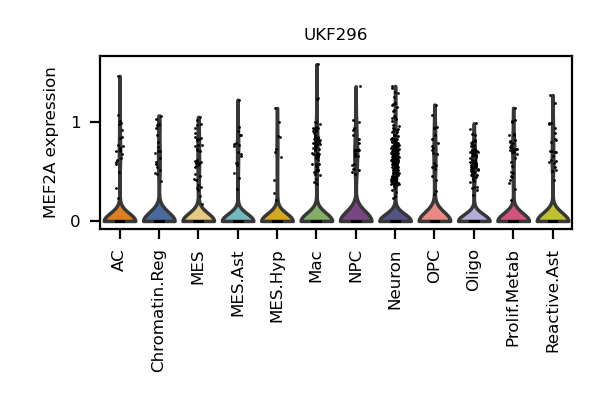 UKF296
MEF2A expression
1
0
AC
Chromatin.Reg
MES
MES.Ast
MES.Hyp
Mac
NPC
Neuron
OPC
Oligo
Prolif.Metab
Reactive.Ast